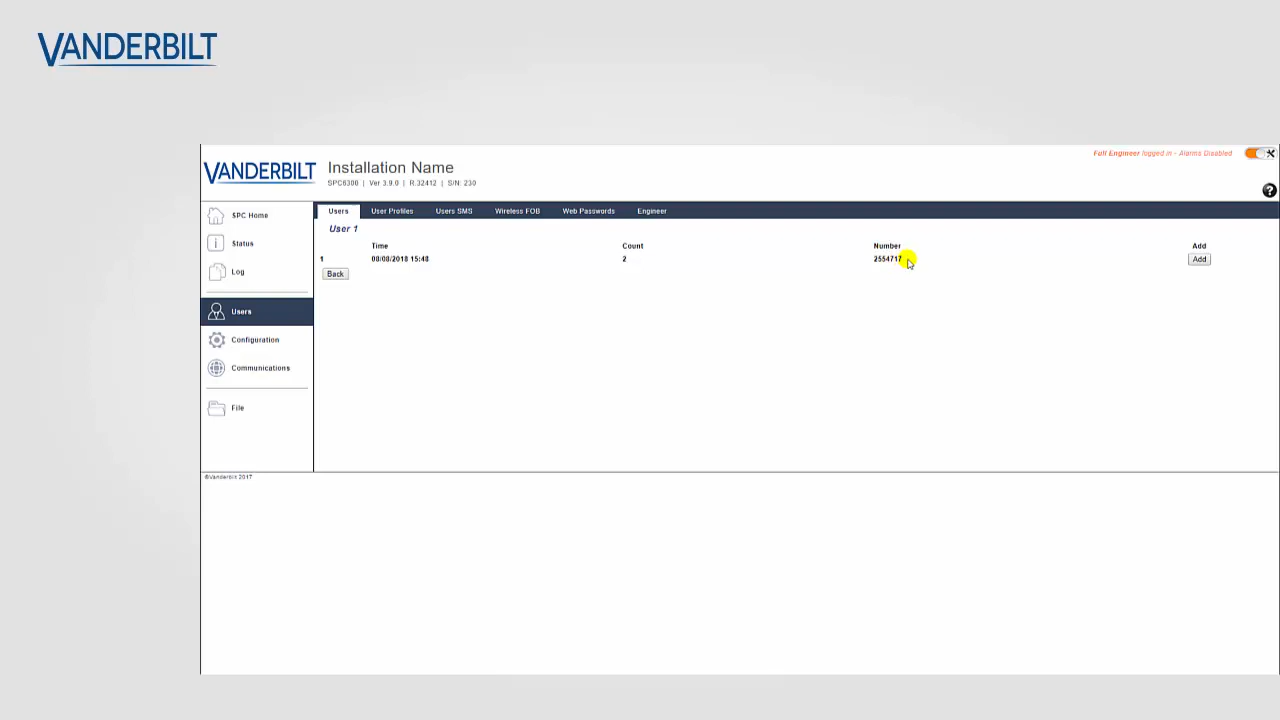 VANDERBILT
VANDERBILT
Installation Name
SPC6300 | Ver 3.9.0 | R.32412 | S/N: 230
Full Engineer logged in - Alarms Disabled
?
SPC Home
Status
Log
Users
Configuration
Communications
File
Users User Profiles Users SMS Wireless FOB Web Passwords Engineer
User 1
Time Count Number Add
1 08/08/2018 15:48 2 2554717 Add
Back
©Vanderbilt 2017